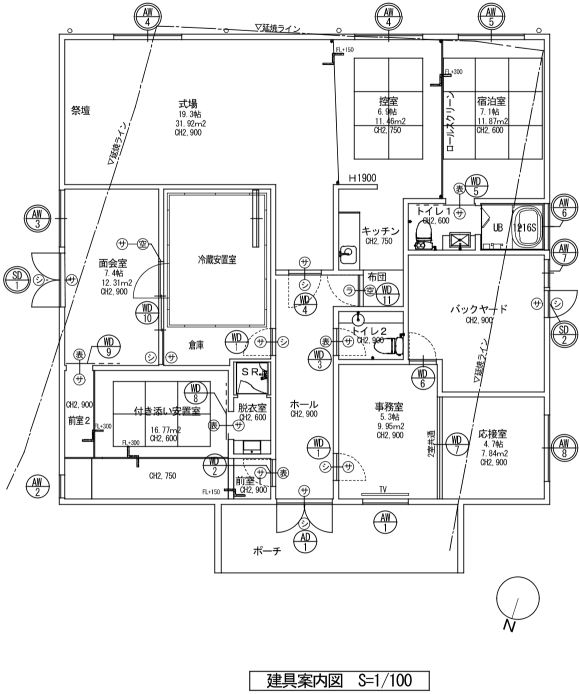 AW
4
AW
4
AW
5
▽延焼ライン
FL+150
FL+300
祭壇
式場
19.3帖
31.92m2
CH2,900
控室
6.9帖
11.46m2
CH2,750
ロールスクリーン
宿泊室
7.1帖
11.87m2
CH2,600
▽延焼ライン
H1900
WD
5
表
サ
AW
3
AW
6
トイレ1
CH2,600
UB
1216S
キッチン
CH2,750
サ
空
面会室
7.4帖
12.31m2
CH2,900
冷蔵安置室
SD
1
シ
サ
AW
7
サ
シ
WD
4
布団
ラ
空
WD
11
バックヤード
CH2,900
サ
シ
SD
2
WD
10
倉庫
WD
1
サ
シ
トイレ2
CH2,900
WD
3
表
サ
WD
9
表
サ
シ
サ
WD
6
▽延焼ライン
SR
WD
8
脱衣室
CH2,600
表
サ
CH2,900
前室2
付き添い安置室
16.77m2
CH2,600
FL+300
ホール
CH2,900
事務室
5.3帖
9.95m2
CH2,900
2室共通
WD
7
応接室
4.7帖
7.84m2
CH2,900
AW
8
WD
1
シ
サ
WD
2
サ
表
前室1
CH2,900
AW
2
CH2,750
FL+150
TV
サ
シ
AD
1
AW
1
ポーチ
N
建具案内図 S=1/100